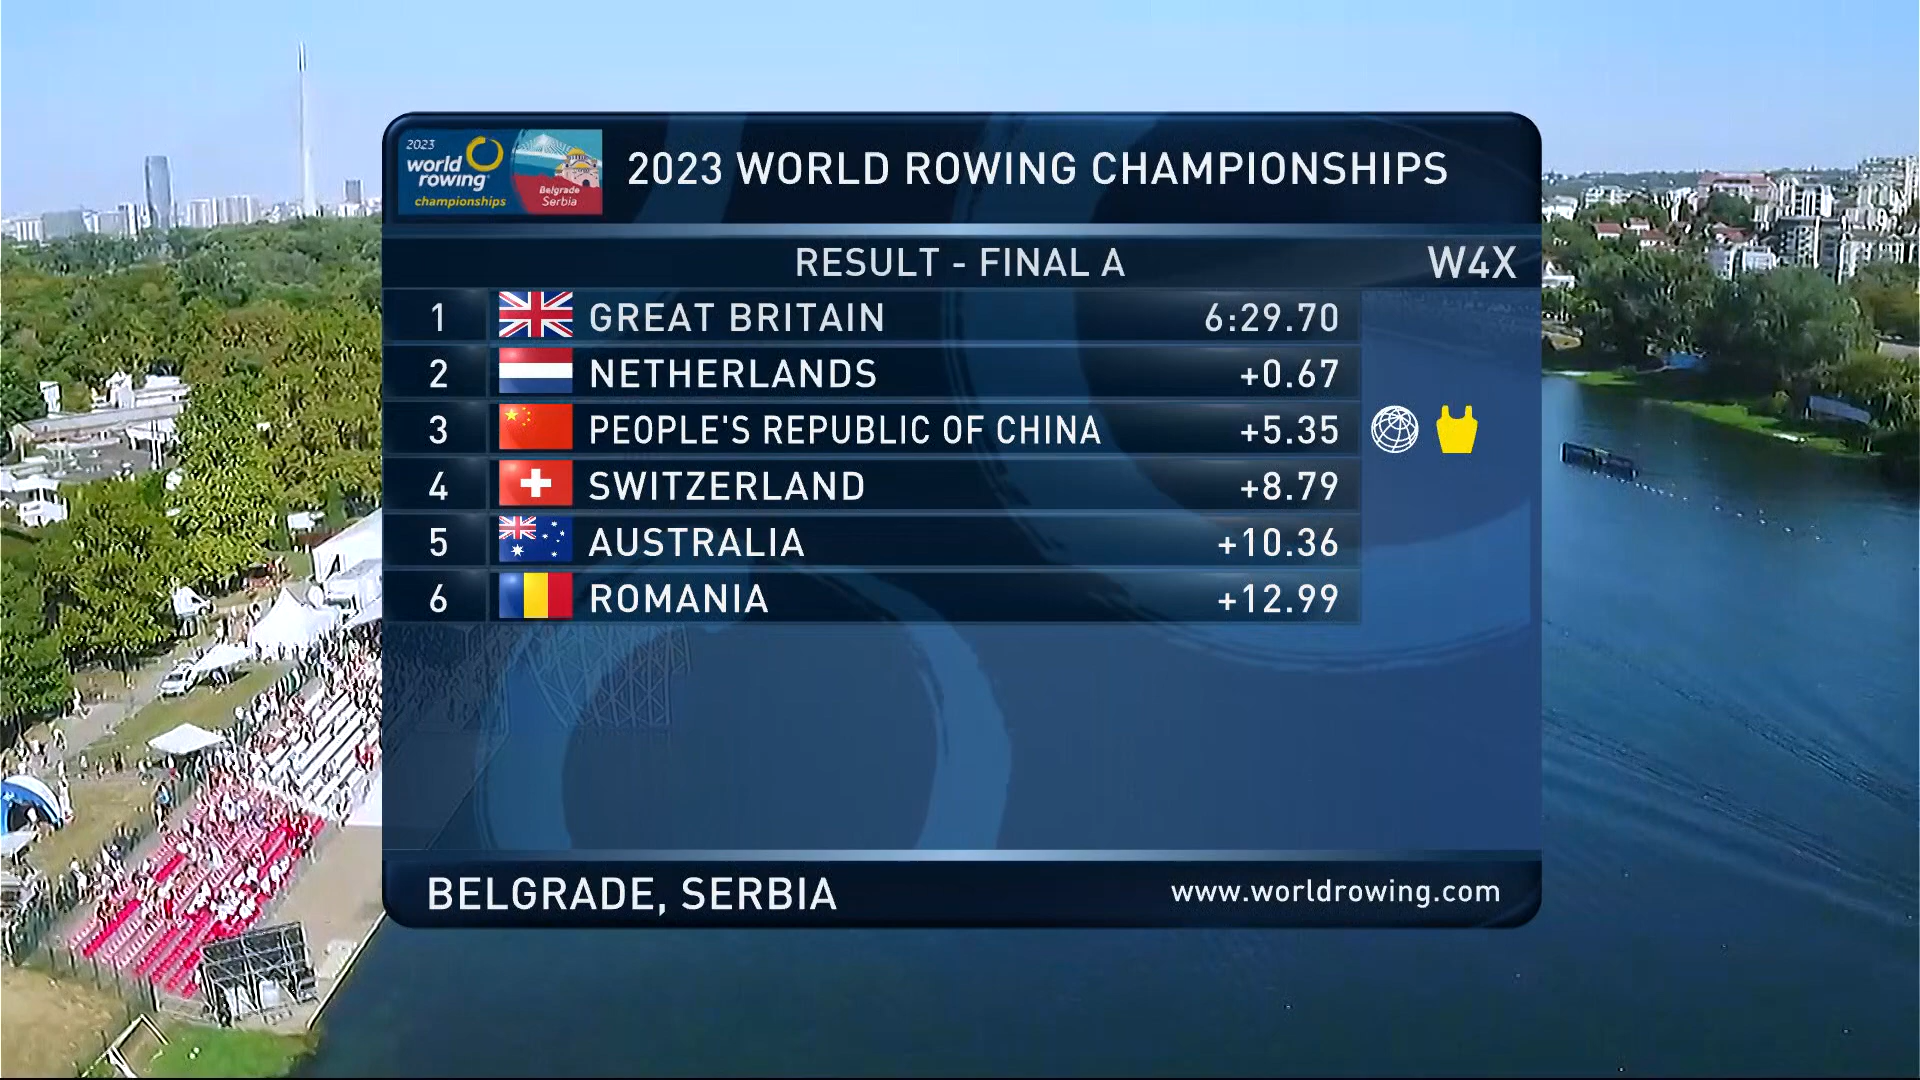 2023
world
rowing
championships
Belgrade
Serbia
2023 WORLD ROWING CHAMPIONSHIPS
RESULT - FINAL A W4X
1 GREAT BRITAIN 6:29.70
2 NETHERLANDS +0.67
3 PEOPLE'S REPUBLIC OF CHINA +5.35
4 SWITZERLAND +8.79
5 AUSTRALIA +10.36
6 ROMANIA +12.99
BELGRADE, SERBIA www.worldrowing.com